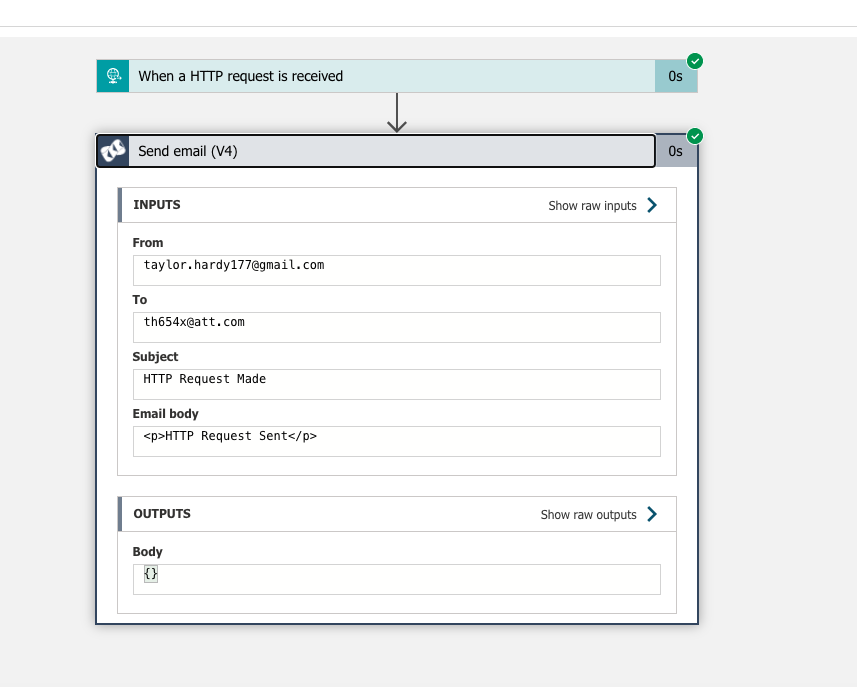 When a HTTP request is received
0s
Send email (V4)
0s
INPUTS
Show raw inputs
From
taylor.hardy177@gmail.com
To
th654x@att.com
Subject
HTTP Request Made
Email body
<p>HTTP Request Sent</p>
OUTPUTS
Show raw outputs
Body
{}